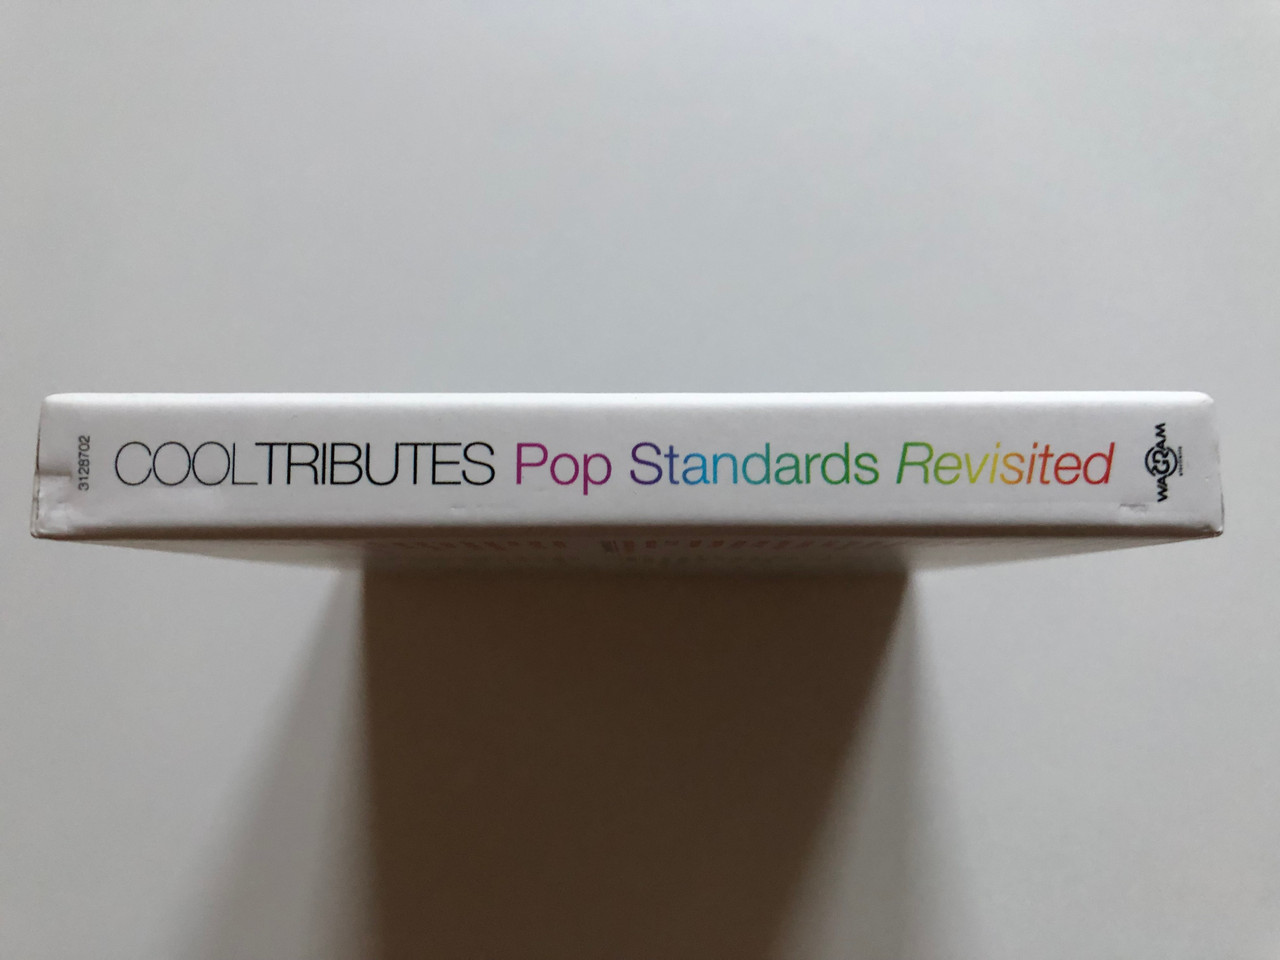 3128702
COOLTRIBUTES Pop Standards Revisited
WAGRAM